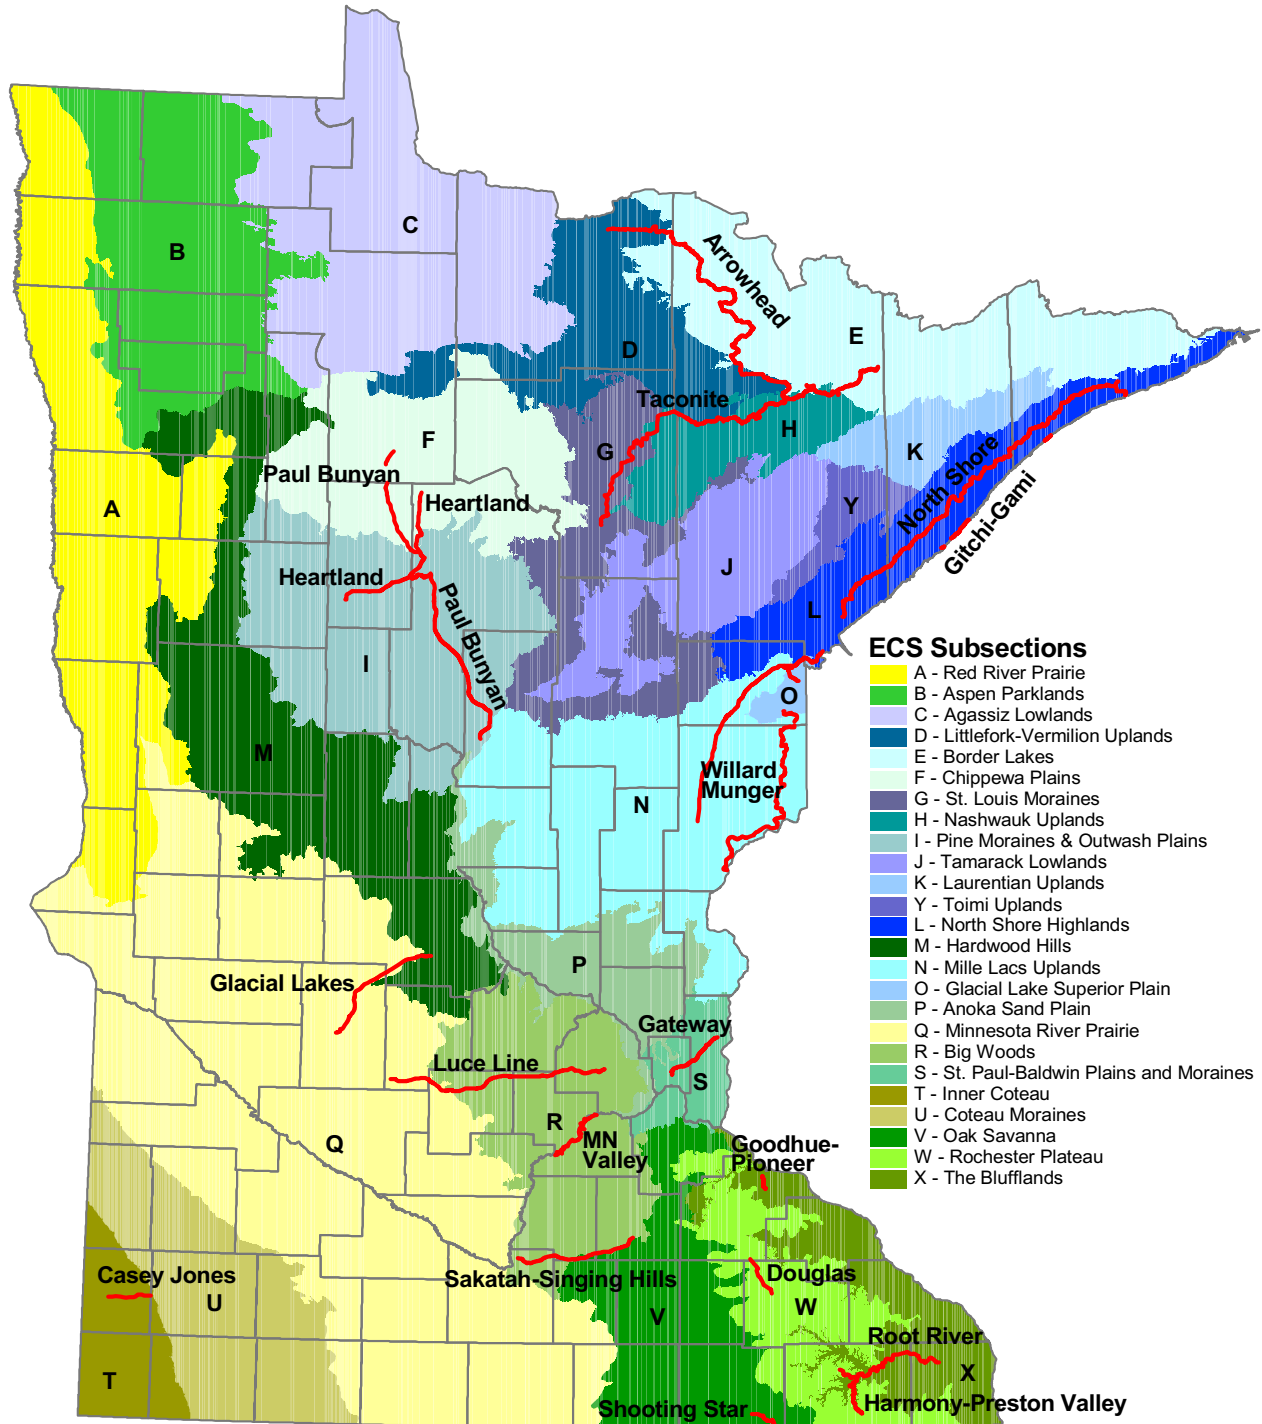 C
B
Arrowhead
E
D
Taconite
H
F
G
K
Paul Bunyan
Heartland
North Shore
A
Y
Gitchi-Gami
J
Heartland
Paul Bunyan
L
I
O
M
Willard
Munger
N
P
Glacial Lakes
Gateway
Luce Line
S
R
Q
MN
Valley
Goodhue-
Pioneer
Casey Jones
U
Sakatah-Singing Hills
Douglas
V
W
Root River
T
X
Harmony-Preston Valley
Shooting Star
ECS Subsections
A - Red River Prairie
B - Aspen Parklands
C - Agassiz Lowlands
D - Littlefork-Vermilion Uplands
E - Border Lakes
F - Chippewa Plains
G - St. Louis Moraines
H - Nashwauk Uplands
I - Pine Moraines & Outwash Plains
J - Tamarack Lowlands
K - Laurentian Uplands
Y - Toimi Uplands
L - North Shore Highlands
M - Hardwood Hills
N - Mille Lacs Uplands
O - Glacial Lake Superior Plain
P - Anoka Sand Plain
Q - Minnesota River Prairie
R - Big Woods
S - St. Paul-Baldwin Plains and Moraines
T - Inner Coteau
U - Coteau Moraines
V - Oak Savanna
W - Rochester Plateau
X - The Blufflands